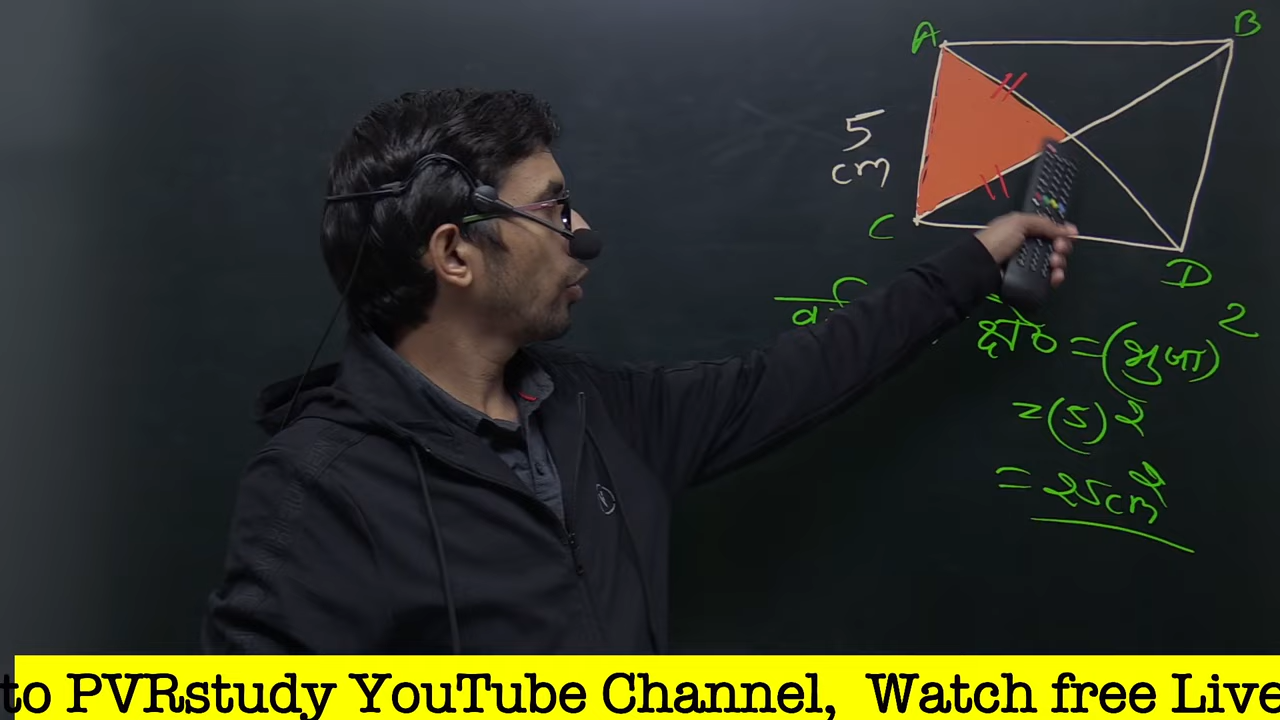 A B
5
cm
C
D
क्षे० = (भुजा)²
= (5)²
= 25cm²
to PVRstudy YouTube Channel, Watch free Live